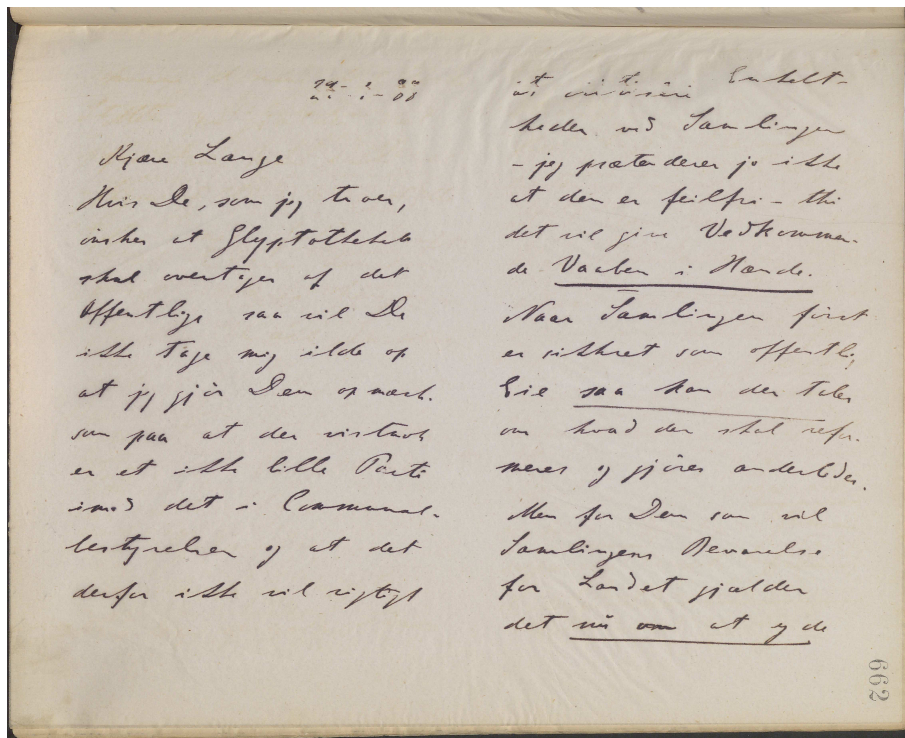 Kjære Lange
Hvis De, som jeg troer,
ønsker at Glyptotheket
skal overtages af det
Offentlige saa vil De
ikke tage mig ilde op
at jeg gjør Dem opmærk-
som paa at der vistnok
er et ikke lille Parti
imod det i Communal-
bestyrelsen og at det
derfor ikke vil rigtigt
at critisere Enkelt-
heder ved Samlingen
- jeg prætenderer jo ikke
at den er feilfri - thi
det vil give Vedkommen-
de Vaaben i Hænde.
Naar Samlingen først
er sikkret som offentlig
Eie saa kan der tales
om hvad der skal refor-
meres og gjøres anderledes.
Men for Dem som vil
Samlingens Bevarelse
for Landet gjælder
det nu om at yde
662